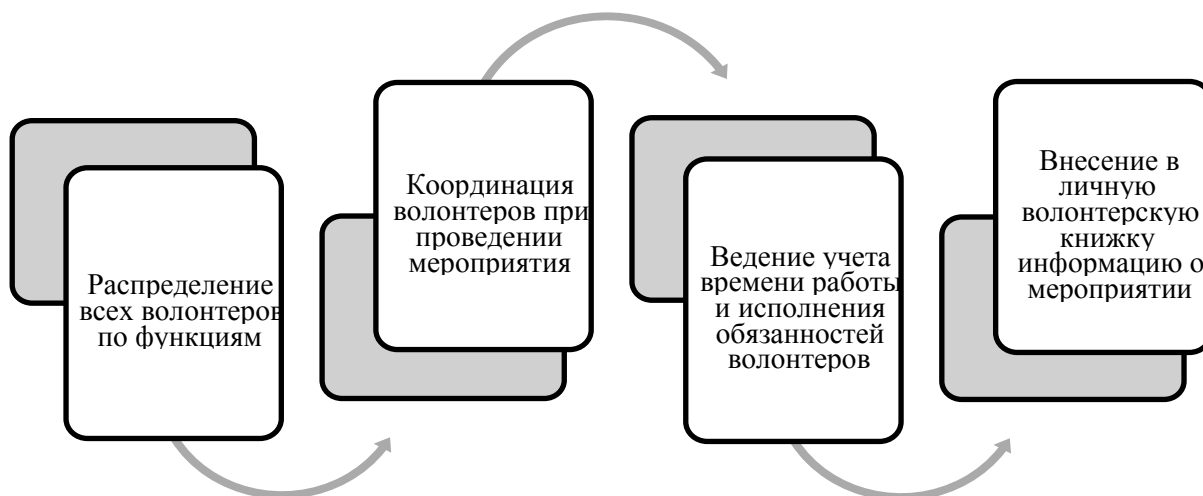 Распределение
всех волонтеров
по функциям
Координация
волонтеров при
проведении
мероприятия
Ведение учета
времени работы
и исполнения
обязанностей
волонтеров
Внесение в
личную
волонтерскую
книжку
информацию о
мероприятии